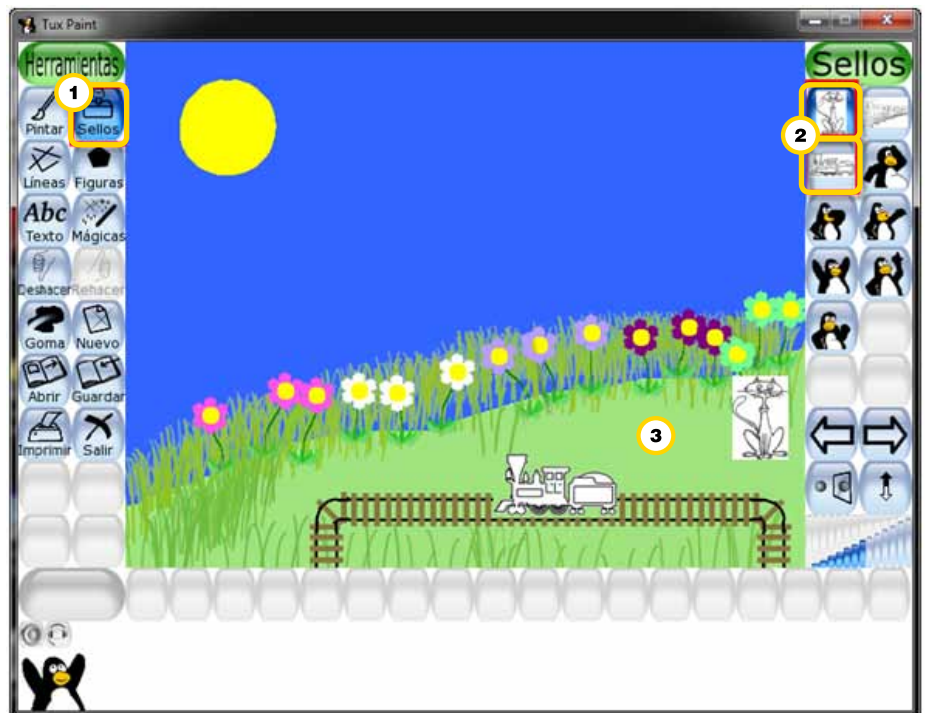 Tux Paint
Herramientas
Sellos
1
2
Pintar
Sellos
Líneas
Figuras
Abc
Texto
Mágicas
Deshacer
Rehacer
Goma
Nuevo
Abrir
Guardar
3
Imprimir
Salir